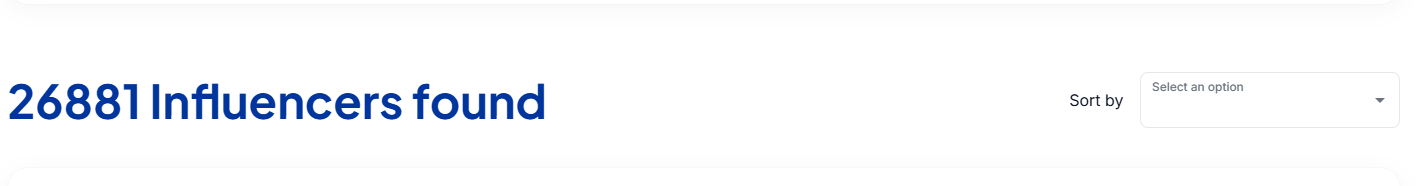 26881 Influencers found
Sort by
Select an option